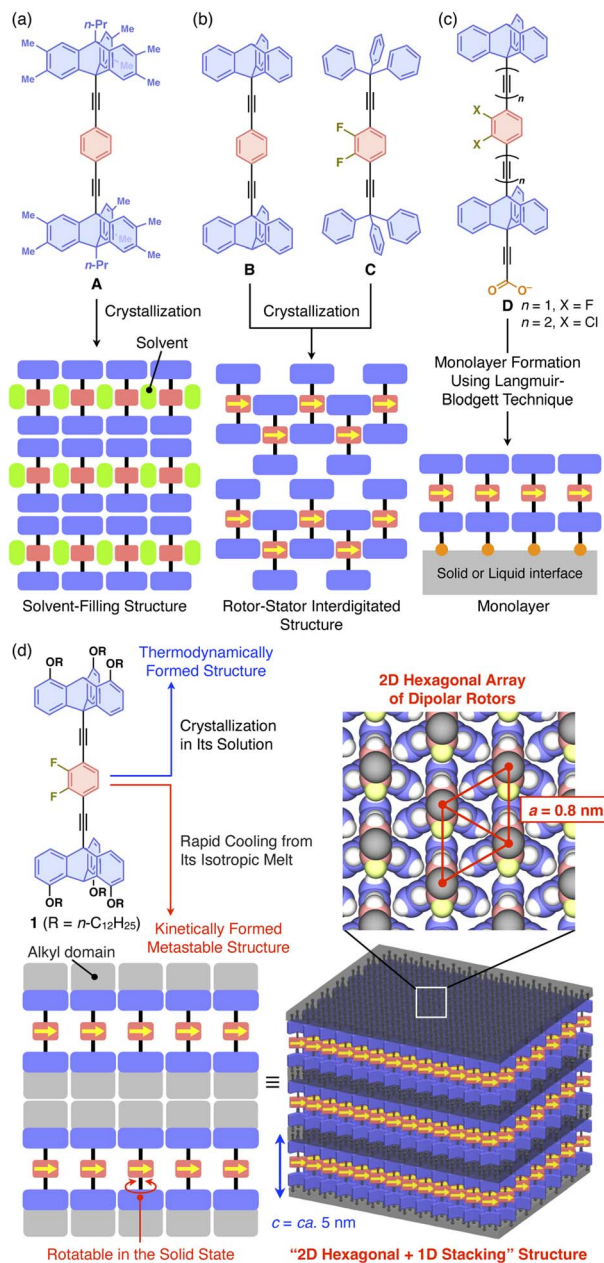 (a)
n-Pr
Me
Me
Me
Me
Me
Me
Me
Me
Me
Me
Me
Me
n-Pr
A
Crystallization
Solvent
Solvent-Filling Structure
(b)
F
F
B
C
Crystallization
Rotor-Stator Interdigitated
Structure
(c)
n
X
X
n
O
O−
D
n = 1, X = F
n = 2, X = Cl
Monolayer Formation
Using Langmuir-
Blodgett Technique
Solid or Liquid interface
Monolayer
(d)
OR
OR
OR
F
F
OR
OR
OR
1 (R = n-C12H25)
Thermodynamically
Formed Structure
Crystallization
in Its Solution
Rapid Cooling from
Its Isotropic Melt
Kinetically Formed
Metastable Structure
2D Hexagonal Array
of Dipolar Rotors
a = 0.8 nm
Alkyl domain
≡
c = ca. 5 nm
Rotatable in the Solid State
“2D Hexagonal + 1D Stacking” Structure